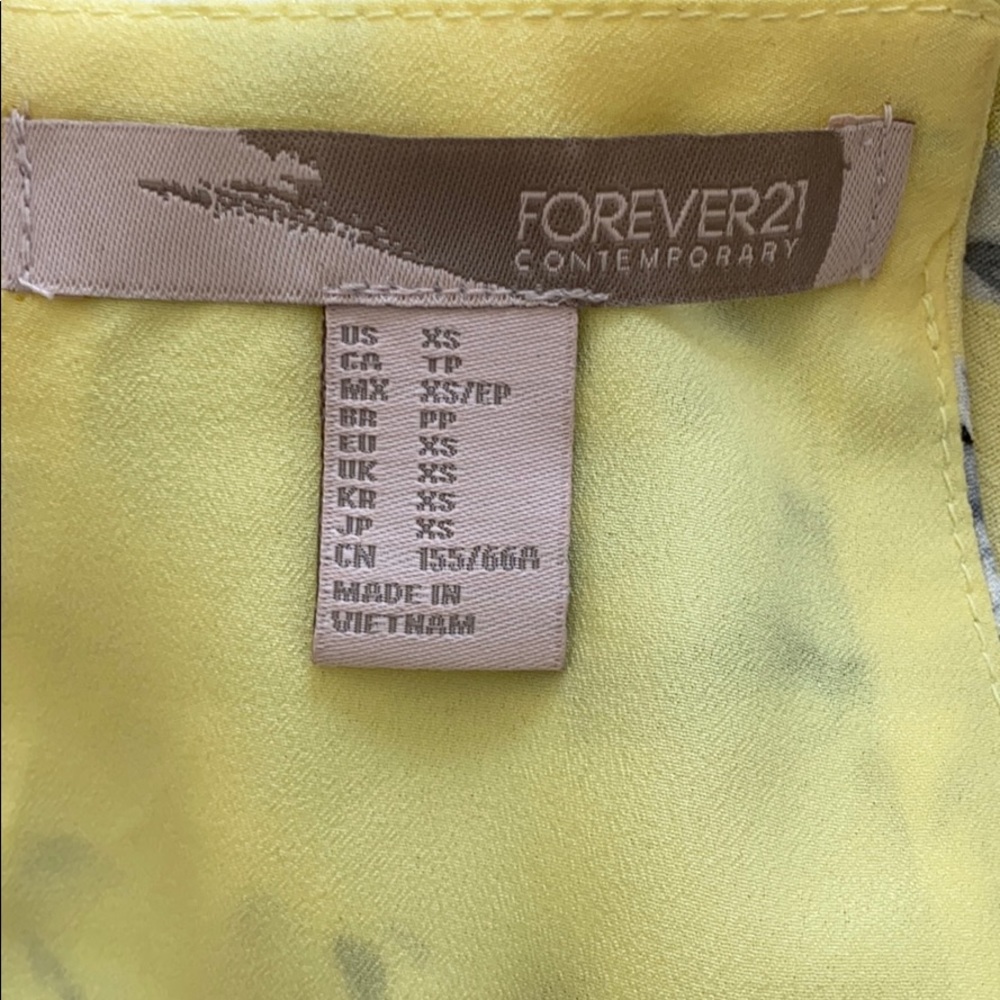 FOREVER21
CONTEMPORARY
US XS
CA TP
MX XS/EP
BR PP
EU XS
UK XS
KR XS
JP XS
CN 155/66A
MADE IN
VIETNAM